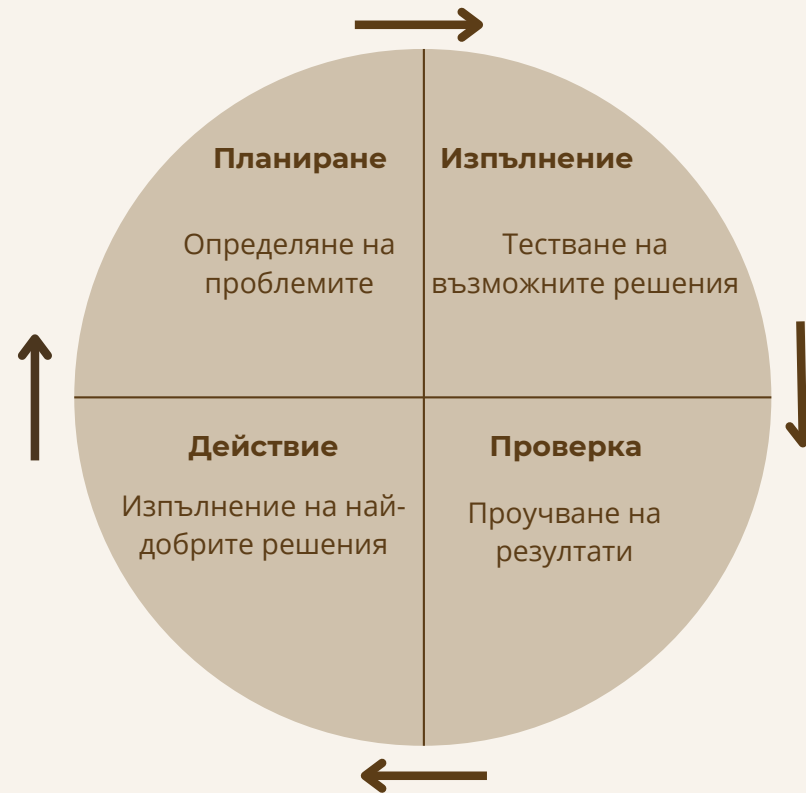 Планиране
Определяне на
проблемите
Изпълнение
Тестване на
възможните решения
Действие
Изпълнение на най-
добрите решения
Проверка
Проучване на
резултати